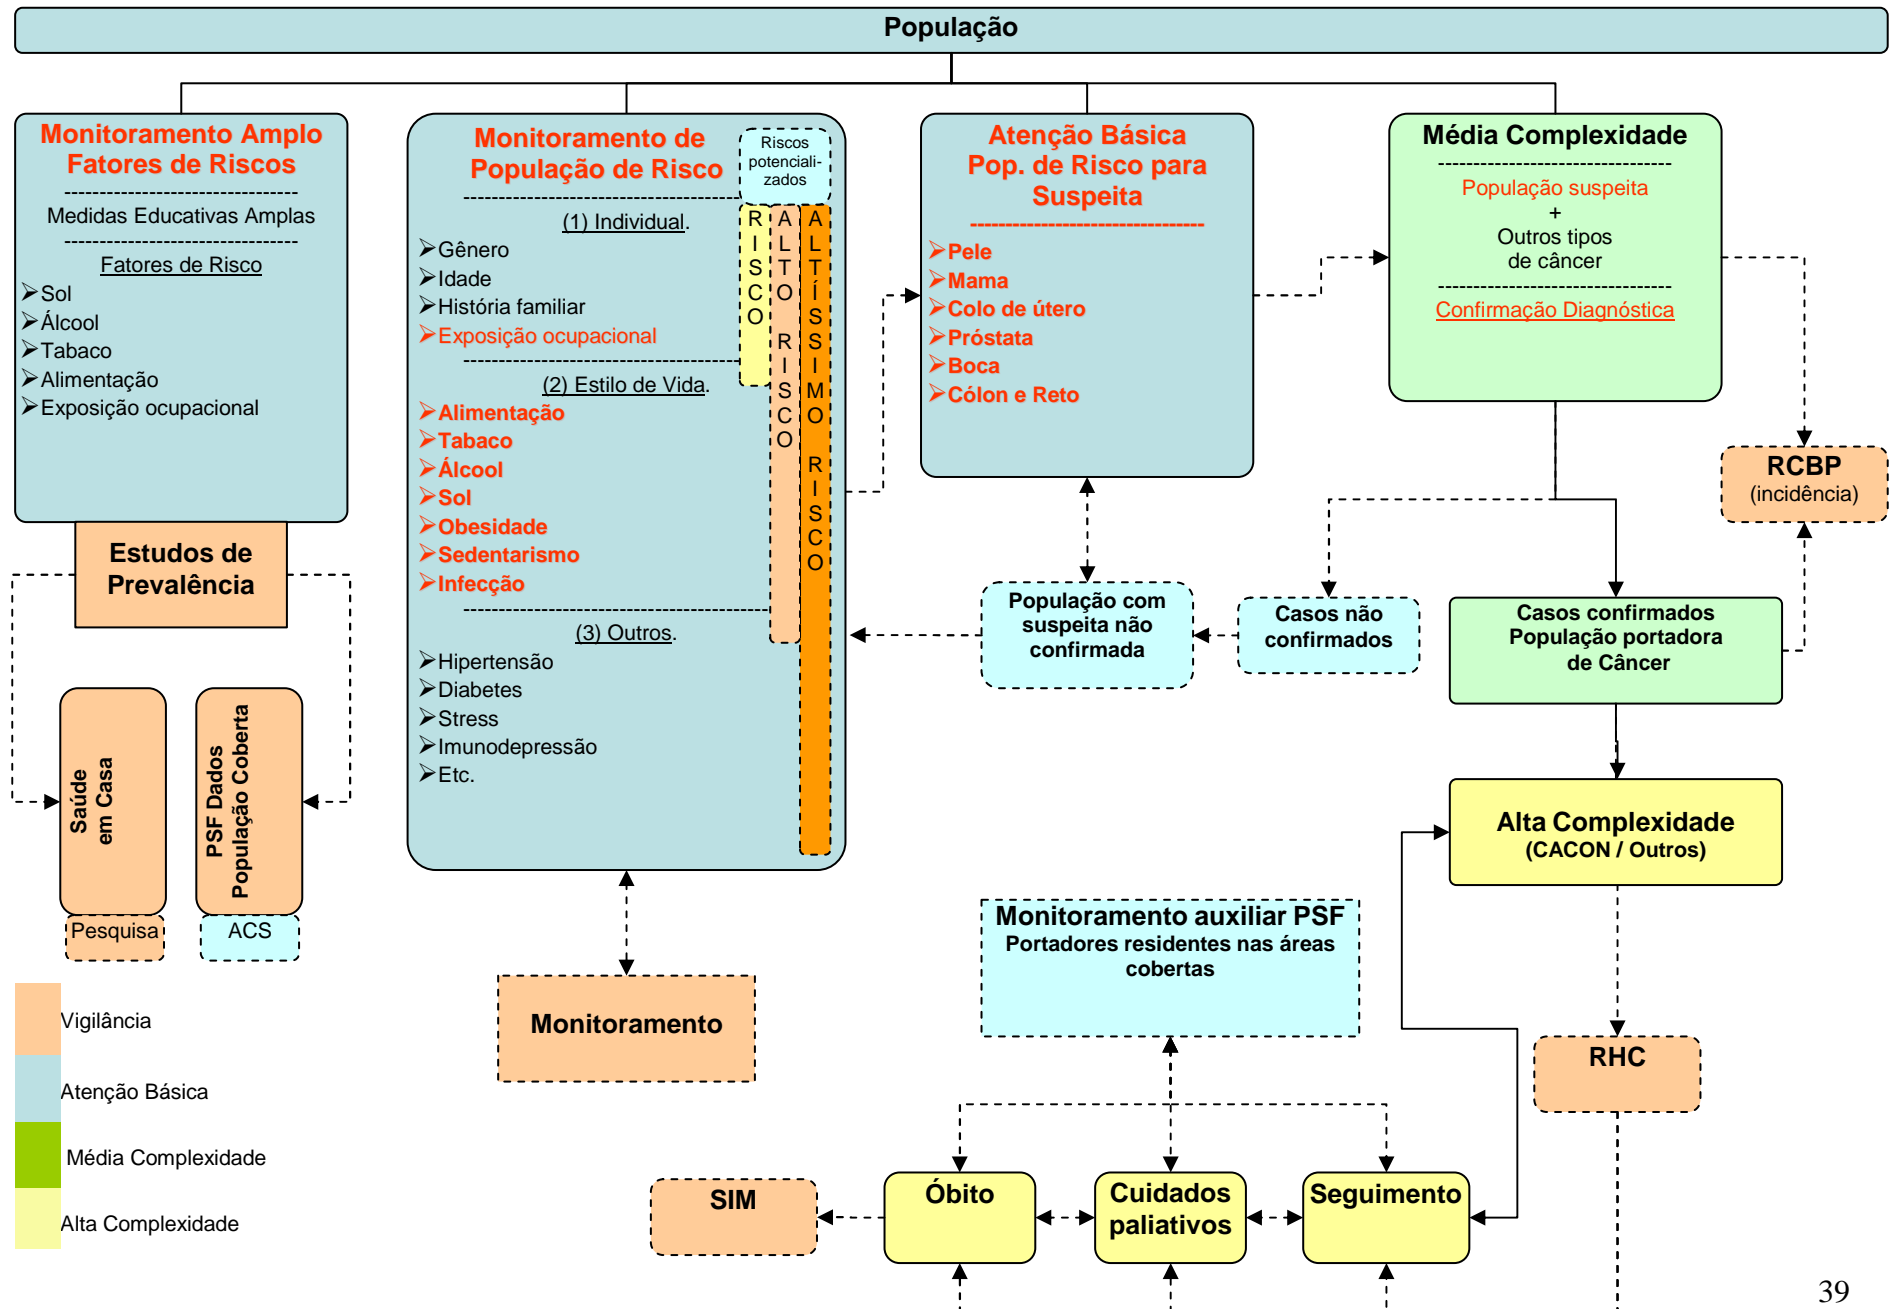 População
Monitoramento Amplo
Fatores de Riscos
---------------------------------
Medidas Educativas Amplas
---------------------------------
Fatores de Risco
➢Sol
➢Álcool
➢Tabaco
➢Alimentação
➢Exposição ocupacional
Estudos de
Prevalência
Saúde
em Casa
Pesquisa
PSF Dados
População Coberta
ACS
Monitoramento de
População de Risco
---------------------------------------
(1) Individual.
➢Gênero
➢Idade
➢História familiar
➢Exposição ocupacional
---------------------------------------
(2) Estilo de Vida.
➢Alimentação
➢Tabaco
➢Álcool
➢Sol
➢Obesidade
➢Sedentarismo
➢Infecção
-------------------------------------------
(3) Outros.
➢Hipertensão
➢Diabetes
➢Stress
➢Imunodepressão
➢Etc.
Riscos
potenciali-
zados
RISCO
ALTO RISCO
ALTÍSSIMO RISCO
Monitoramento
Atenção Básica
Pop. de Risco para
Suspeita
---------------------------------
➢Pele
➢Mama
➢Colo de útero
➢Próstata
➢Boca
➢Cólon e Reto
Média Complexidade
---------------------------------
População suspeita
+
Outros tipos
de câncer
---------------------------------
Confirmação Diagnóstica
RCBP
(incidência)
População com
suspeita não
confirmada
Casos não
confirmados
Casos confirmados
População portadora
de Câncer
Alta Complexidade
(CACON / Outros)
Monitoramento auxiliar PSF
Portadores residentes nas áreas
cobertas
RHC
SIM
Óbito
Cuidados
paliativos
Seguimento
Vigilância
Atenção Básica
Média Complexidade
Alta Complexidade
39